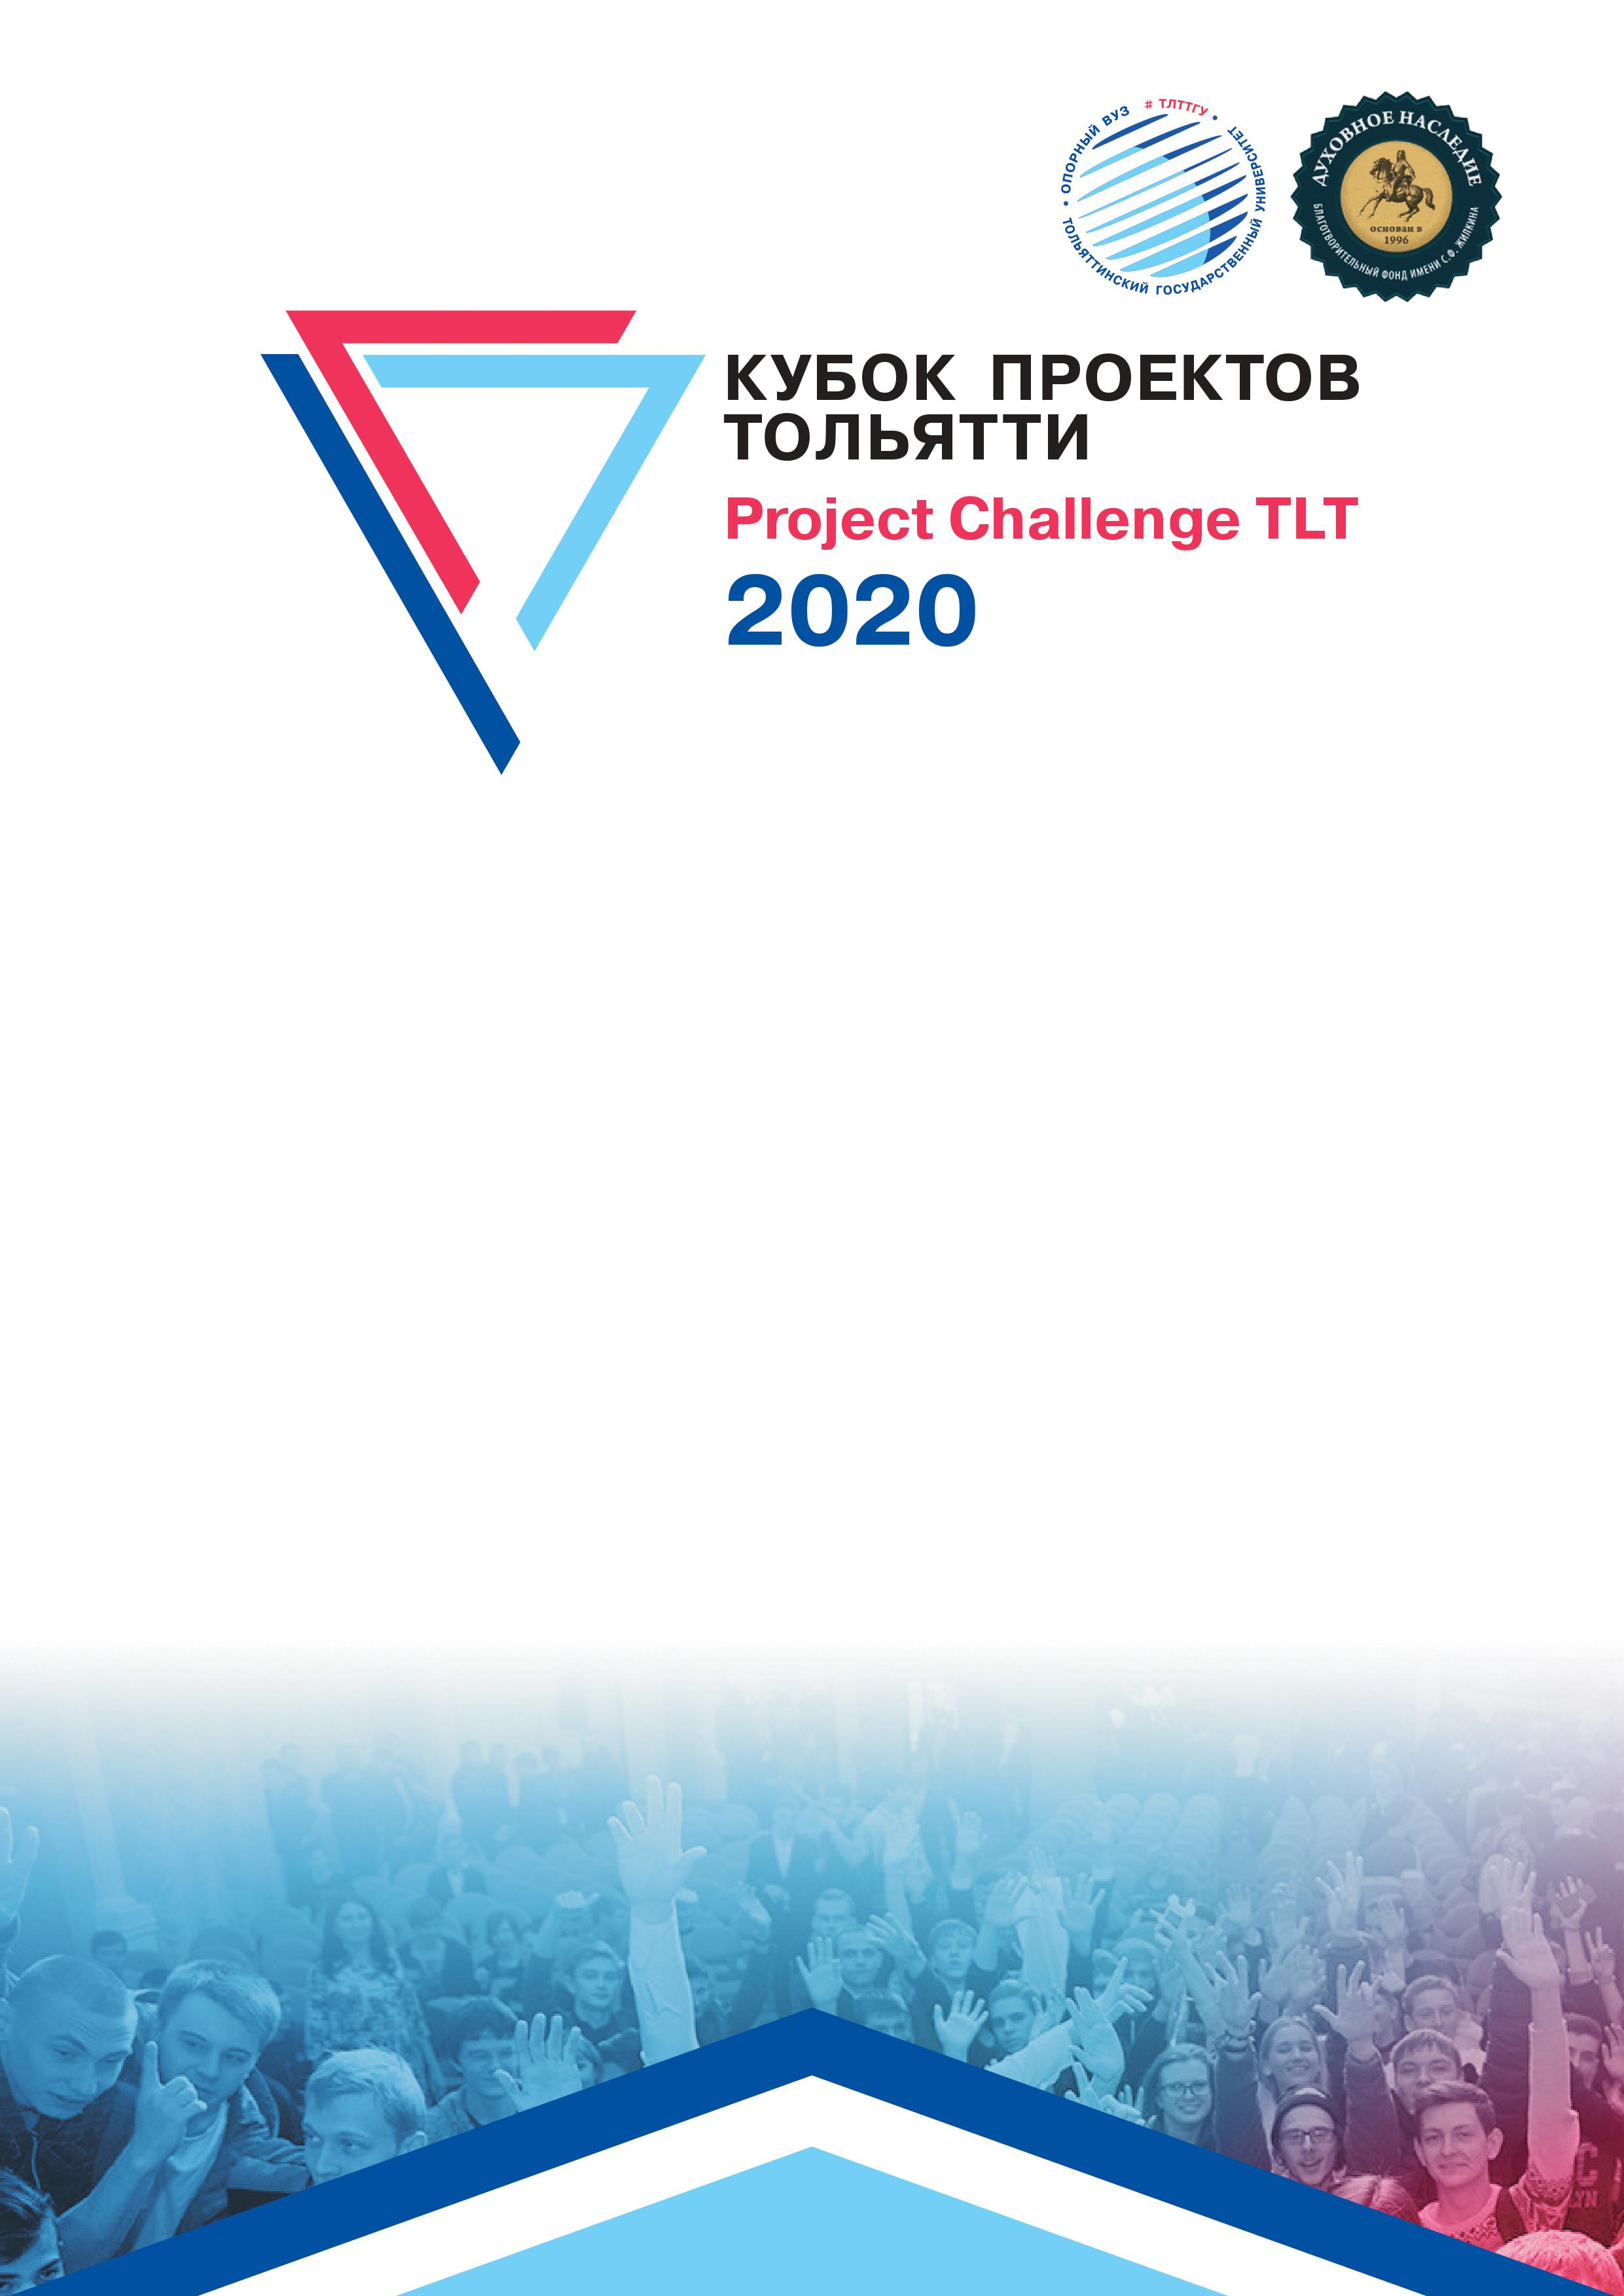 # ТЛТТГУ
ОПОРНЫЙ ВУЗ
ТОЛЬЯТТИНСКИЙ ГОСУДАРСТВЕННЫЙ УНИВЕРСИТЕТ
ДУХОВНОЕ НАСЛЕДИЕ
ОСНОВАН В
1996
БЛАГОТВОРИТЕЛЬНЫЙ ФОНД ИМЕНИ С.Ф. ЖИЛКИНА
КУБОК ПРОЕКТОВ
ТОЛЬЯТТИ
Project Challenge TLT
2020